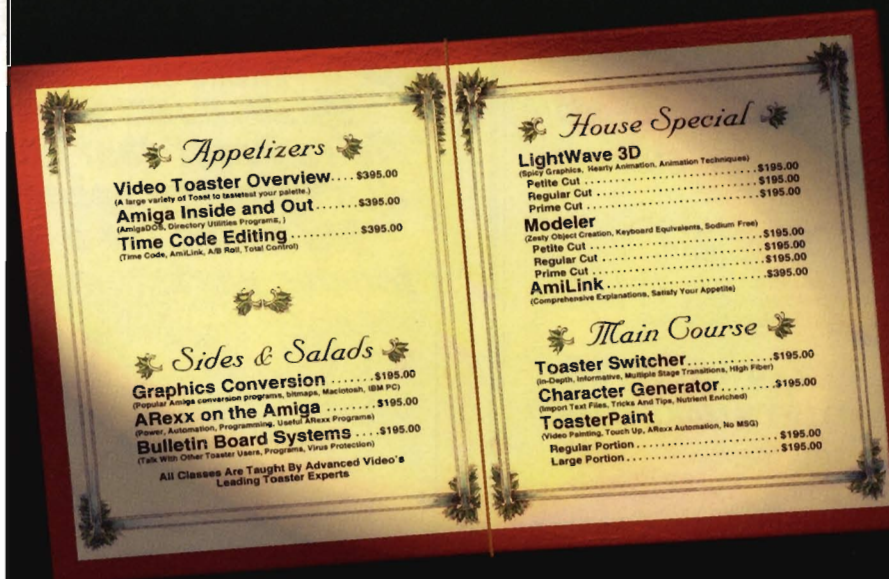 Appetizers
Video Toaster Overview....$395.00
(A large variety of Toast to tastetest your palette.)
Amiga Inside and Out.......$395.00
(AmigaDOS, Directory Utilities Programs, )
Time Code Editing...........$395.00
(Time Code, AmiLink, A/B Roll, Total Control)
Sides & Salads
Graphics Conversion .......$195.00
(Popular Amiga conversion programs, bitmaps, Macintosh, IBM PC)
ARexx on the Amiga ........$195.00
(Power, Automation, Programming, Useful ARexx Programs)
Bulletin Board Systems ....$195.00
(Talk With Other Toaster Users, Programs, Virus Protection)
All Classes Are Taught By Advanced Video's
Leading Toaster Experts
House Special
LightWave 3D
(Spicy Graphics, Hearty Animation, Animation Techniques)
Petite Cut ............................$195.00
Regular Cut ..........................$195.00
Prime Cut ............................$195.00
Modeler
(Zesty Object Creation, Keyboard Equivalents, Sodium Free)
Petite Cut ............................$195.00
Regular Cut ..........................$195.00
Prime Cut ............................$195.00
AmiLink.........................$395.00
(Comprehensive Explanations, Satisfy Your Appetite)
Main Course
Toaster Switcher.............$195.00
(In-Depth, Informative, Multiple Stage Transitions, High Fiber)
Character Generator.........$195.00
(Import Text Files, Tricks And Tips, Nutrient Enriched)
ToasterPaint
(Video Painting, Touch Up, ARexx Automation, No MSG)
Regular Portion.......................$195.00
Large Portion.........................$195.00